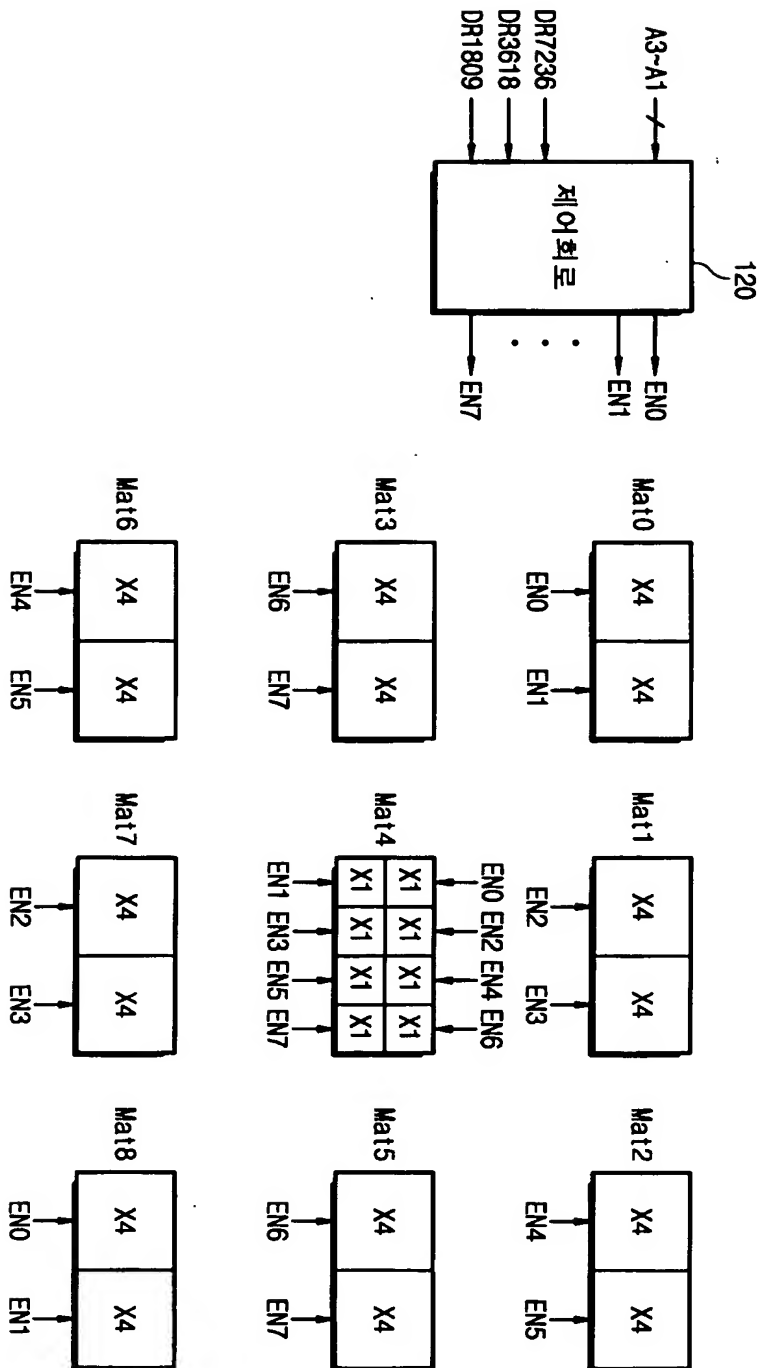 120
A3~A1
DR7236
DR3618
DR1809
제어회로
EN0
EN1
EN7
Mat0
X4 X4
EN0 EN1
Mat1
X4 X4
EN2 EN3
Mat2
X4 X4
EN4 EN5
Mat3
X4 X4
EN6 EN7
Mat4
EN0 EN2 EN4 EN6
X1 X1 X1 X1
X1 X1 X1 X1
EN1 EN3 EN5 EN7
Mat5
X4 X4
EN6 EN7
Mat6
X4 X4
EN4 EN5
Mat7
X4 X4
EN2 EN3
Mat8
X4 X4
EN0 EN1